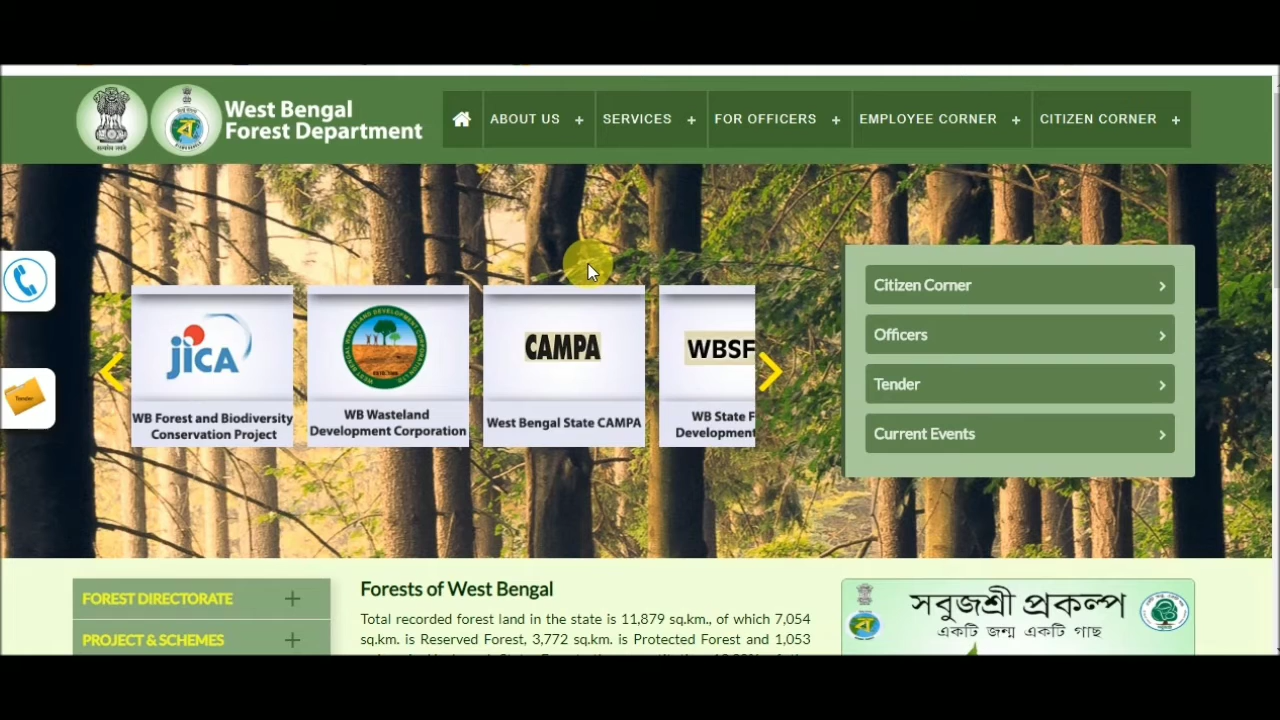 West Bengal
Forest Department
ABOUT US +
SERVICES +
FOR OFFICERS +
EMPLOYEE CORNER +
CITIZEN CORNER +
Tender
JICA
WB Forest and Biodiversity
Conservation Project
WB Wasteland
Development Corporation
CAMPA
West Bengal State CAMPA
WBSF
WB State F
Development
Citizen Corner
Officers
Tender
Current Events
FOREST DIRECTORATE +
PROJECT & SCHEMES +
Forests of West Bengal
Total recorded forest land in the state is 11,879 sq.km., of which 7,054
sq.km. is Reserved Forest, 3,772 sq.km. is Protected Forest and 1,053
সবুজশ্রী প্রকল্প
একটি জন্ম একটি গাছ